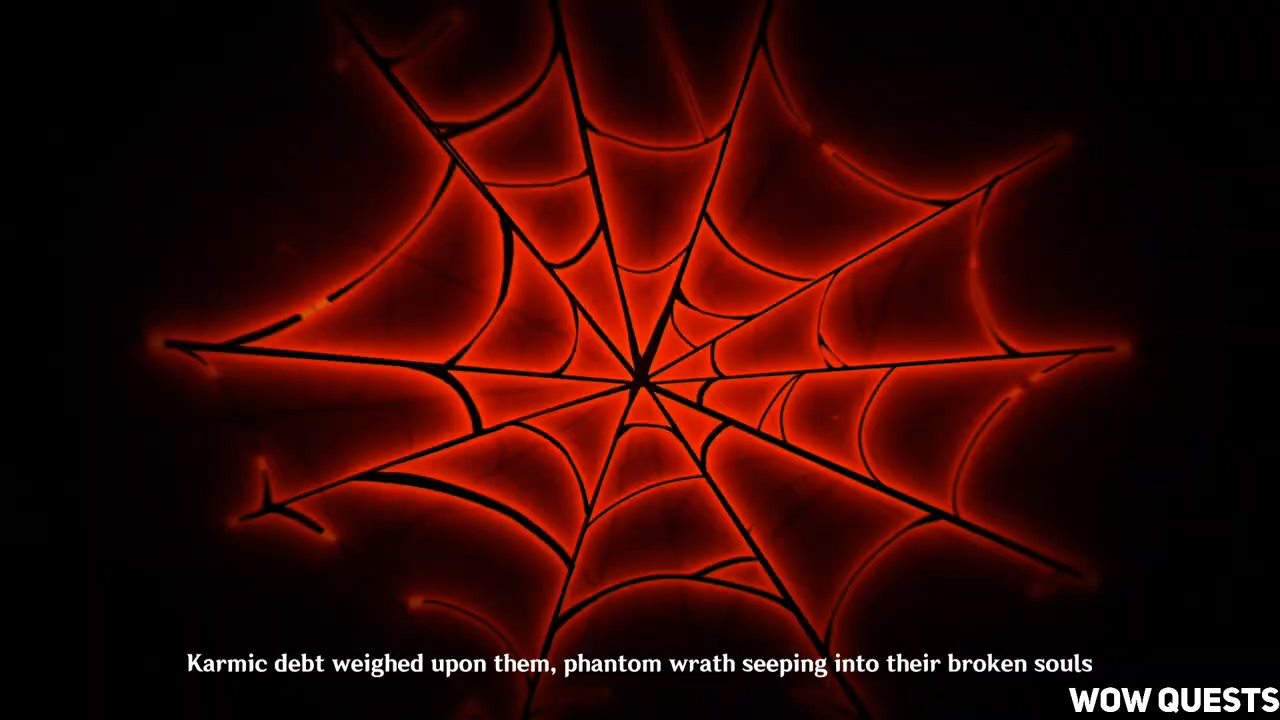 Karmic debt weighed upon them, phantom wrath seeping into their broken souls
WOW QUESTS